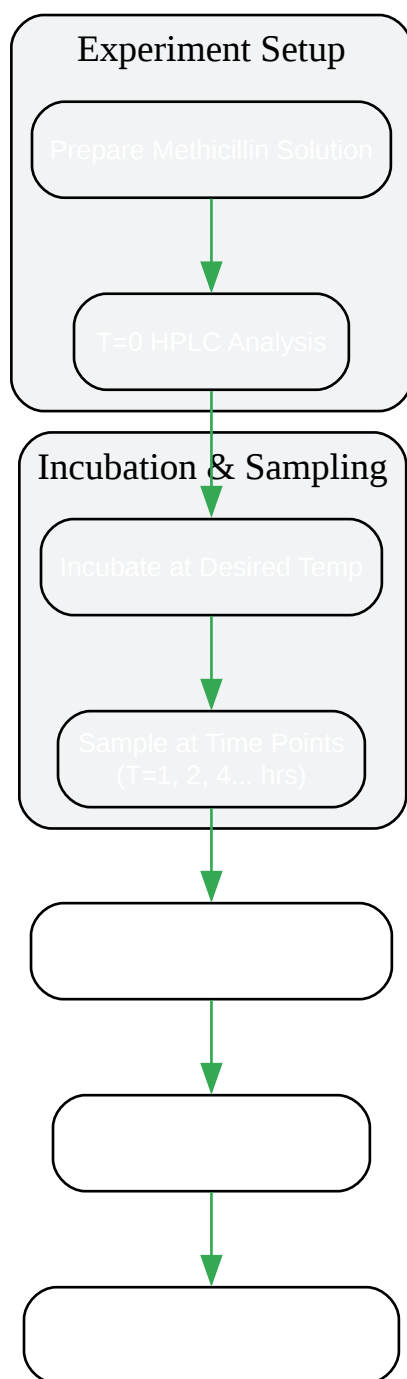 Experiment Setup
Prepare Methicillin Solution
T=0 HPLC Analysis
Incubation & Sampling
Incubate at Desired Temp
Sample at Time Points
(T=1, 2, 4... hrs)